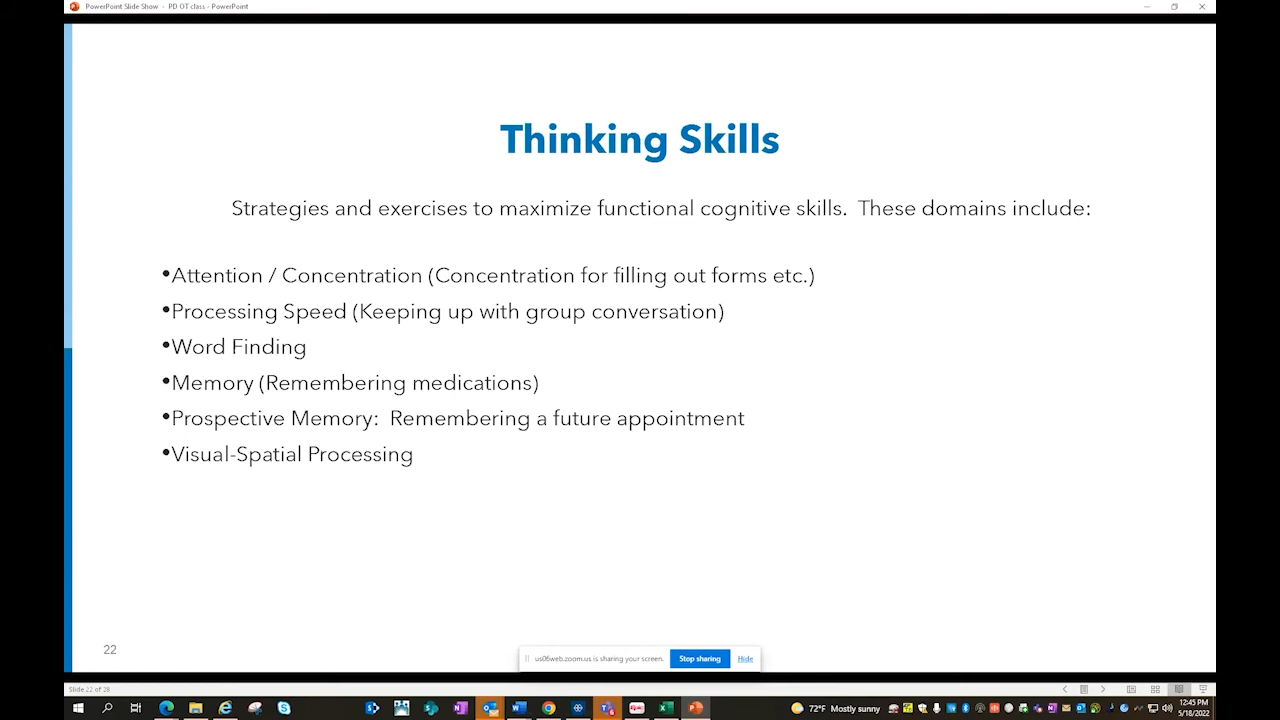 PowerPoint Slide Show - PD OT class - PowerPoint
Thinking Skills
Strategies and exercises to maximize functional cognitive skills.  These domains include:
•Attention / Concentration (Concentration for filling out forms etc.)
•Processing Speed (Keeping up with group conversation)
•Word Finding
•Memory (Remembering medications)
•Prospective Memory:  Remembering a future appointment
•Visual-Spatial Processing
22
us06web.zoom.us is sharing your screen.
Stop sharing
Hide
Slide 22 of 28
72°F Mostly sunny
12:45 PM
5/18/2022